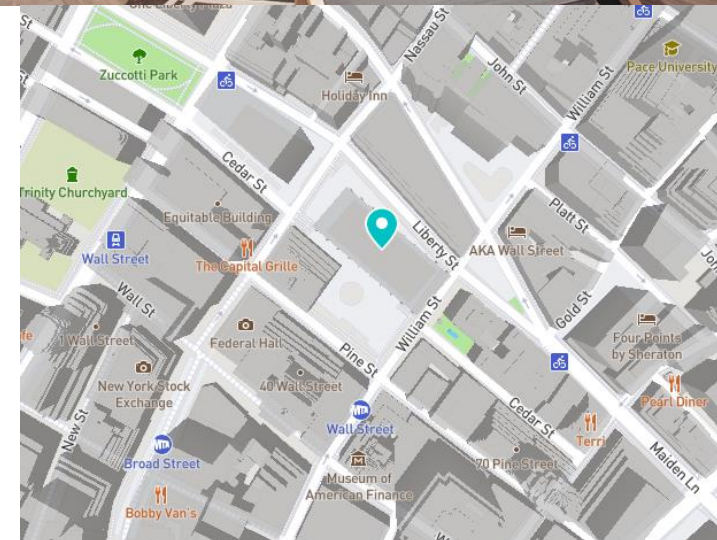 St
Zuccotti Park
Nassau St
Holiday Inn
John St
William St
Pace University
Trinity Churchyard
Cedar St
Equitable Building
Wall Street
The Capital Grille
Liberty St
AKA Wall Street
Platt St
Wall St
1 Wall Street
Federal Hall
William St
Gold St
Four Points
by Sheraton
New York Stock
Exchange
40 Wall Street
Pine St
Pearl Diner
New St
MTA
Wall Street
Cedar St
Terri
MTA
Broad Street
70 Pine Street
Maiden Ln
Museum of
American Finance
Bobby Van's